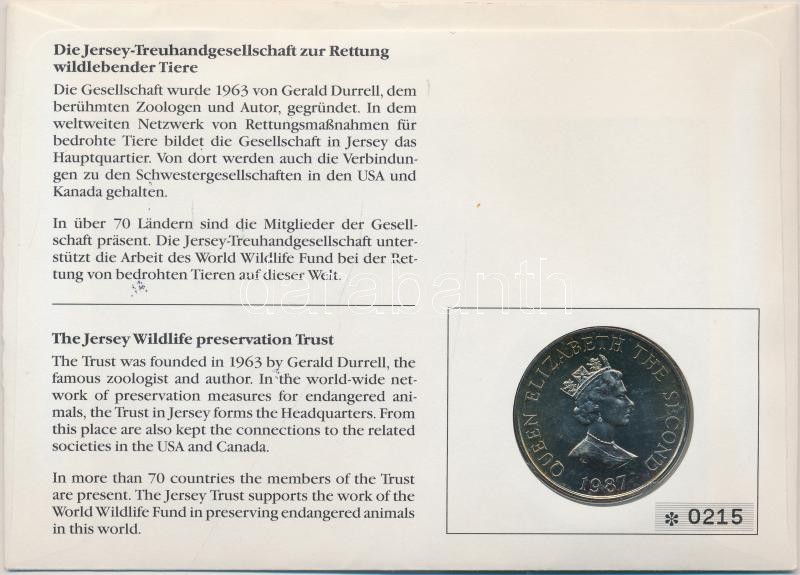 Die Jersey-Treuhandgesellschaft zur Rettung
wildlebender Tiere
Die Gesellschaft wurde 1963 von Gerald Durrell, dem
berühmten Zoologen und Autor, gegründet. In dem
weltweiten Netzwerk von Rettungsmaßnahmen für
bedrohte Tiere bildet die Gesellschaft in Jersey das
Hauptquartier. Von dort werden auch die Verbindun-
gen zu den Schwestergesellschaften in den USA und
Kanada gehalten.
In über 70 Ländern sind die Mitglieder der Gesell-
schaft präsent. Die Jersey-Treuhandgesellschaft unter-
stützt die Arbeit des World Wildlife Fund bei der Ret-
tung von bedrohten Tieren auf dieser Welt.
The Jersey Wildlife preservation Trust
The Trust was founded in 1963 by Gerald Durrell, the
famous zoologist and author. In the world-wide net-
work of preservation measures for endangered ani-
mals, the Trust in Jersey forms the Headquarters. From
this place are also kept the connections to the related
societies in the USA and Canada.
In more than 70 countries the members of the Trust
are present. The Jersey Trust supports the work of the
World Wildlife Fund in preserving endangered animals
in this world.
QUEEN ELIZABETH THE SECOND
1987
✻ 0215
darabanth